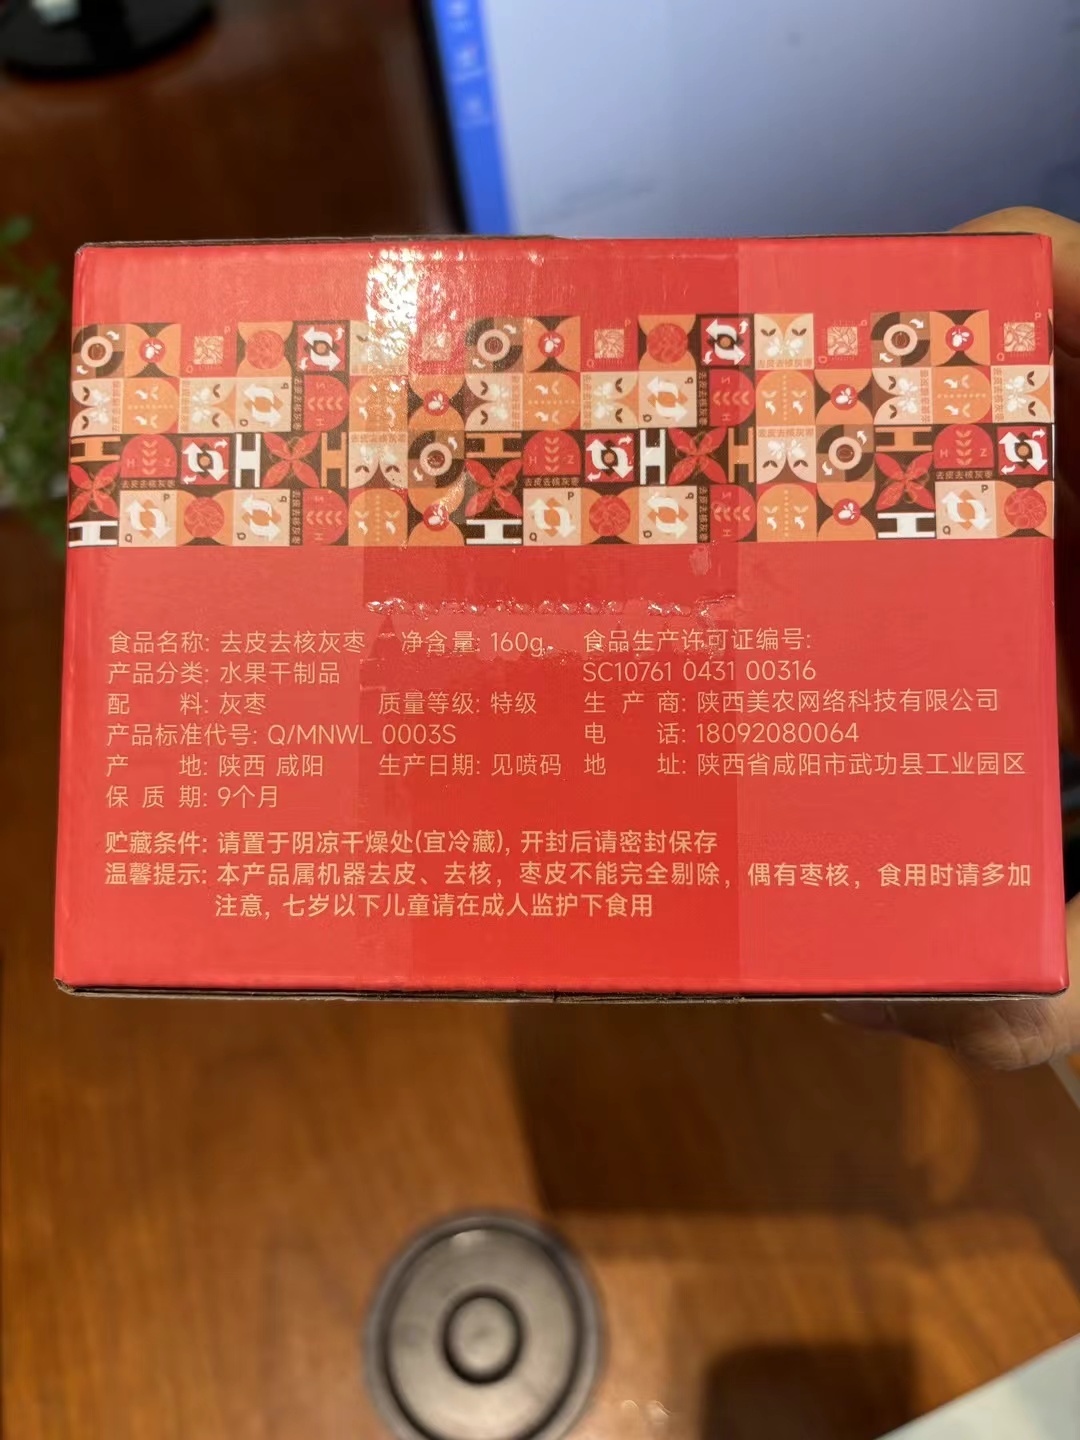 食品名称: 去皮去核灰枣 净含量: 160g 食品生产许可证编号:
产品分类: 水果干制品 SC10761 0431 00316
配料: 灰枣 质量等级: 特级 生产商: 陕西美农网络科技有限公司
产品标准代号: Q/MNWL 0003S 电话: 18092080064
产地: 陕西 咸阳 生产日期: 见喷码 地址: 陕西省咸阳市武功县工业园区
保质期: 9个月
贮藏条件: 请置于阴凉干燥处(宜冷藏), 开封后请密封保存
温馨提示: 本产品属机器去皮、去核，枣皮不能完全剔除，偶有枣核，食用时请多加
注意, 七岁以下儿童请在成人监护下食用